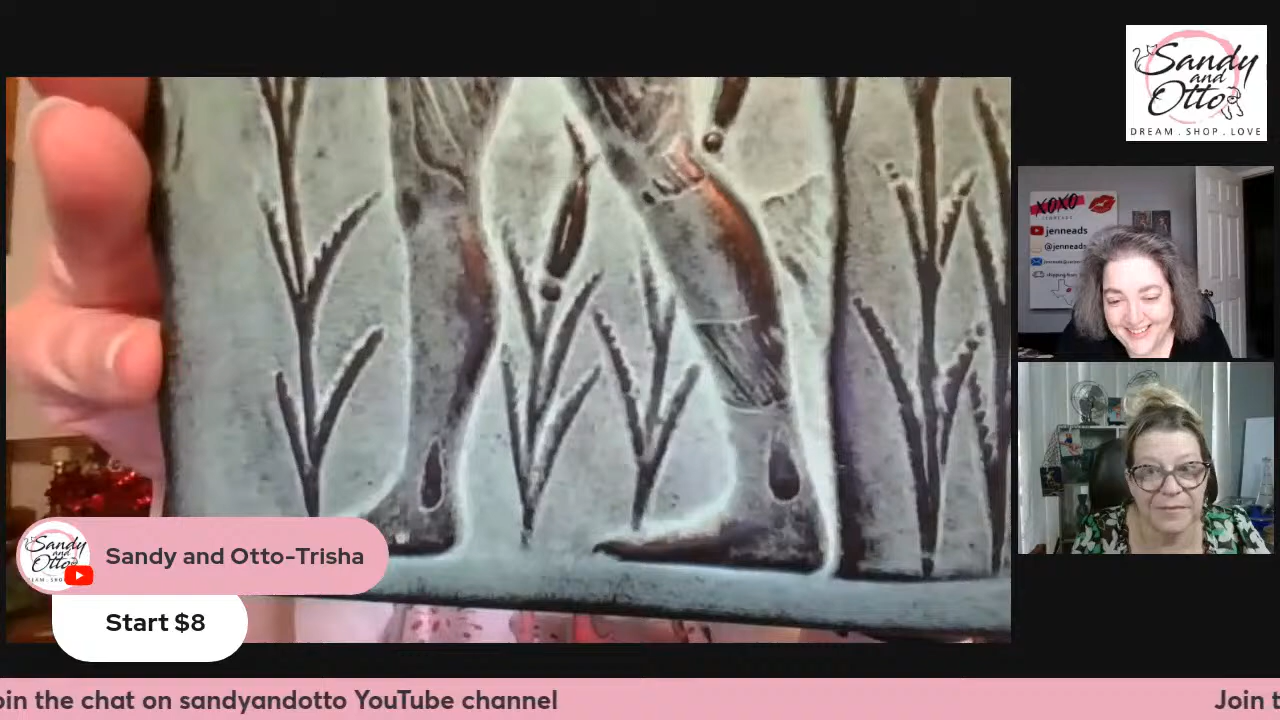 Sandy
and
Otto
DREAM . SHOP . LOVE
XOXO
jenneads
@jenneads
Sandy and Otto-Trisha
Start $8
Join the chat on sandyandotto YouTube channel
Join t